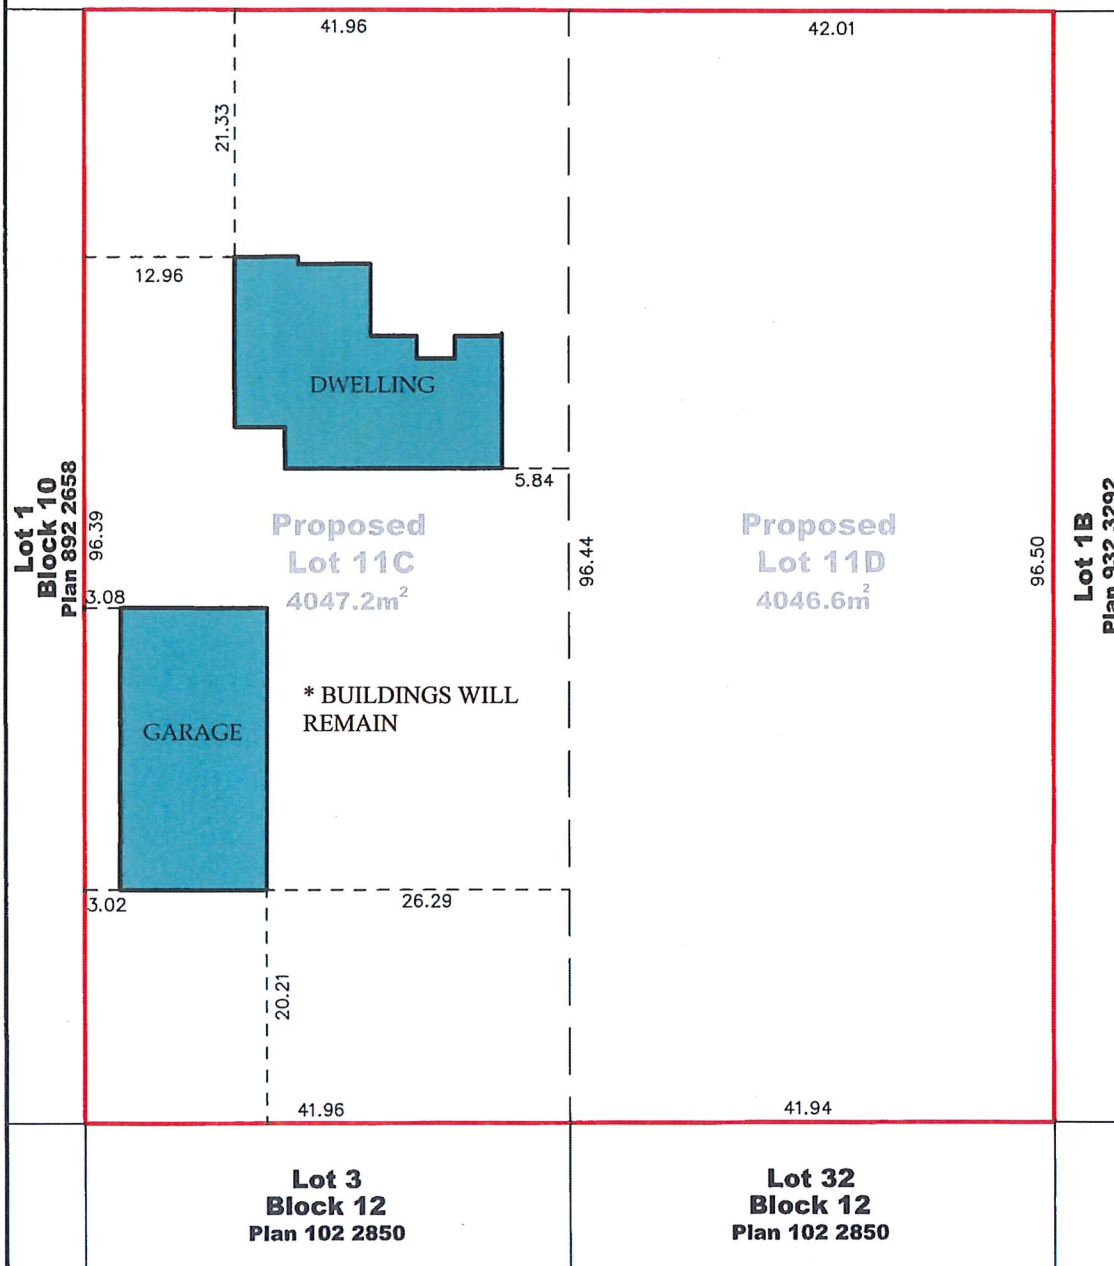 41.96
42.01
21.33
12.96
DWELLING
5.84
Lot 1
Block 10
Plan 892 2658
96.39
Proposed
Lot 11C
4047.2m²
96.44
Proposed
Lot 11D
4046.6m²
96.50
Lot 1B
Plan 932 3292
3.08
* BUILDINGS WILL
REMAIN
GARAGE
3.02
26.29
20.21
41.96
41.94
Lot 3
Block 12
Plan 102 2850
Lot 32
Block 12
Plan 102 2850